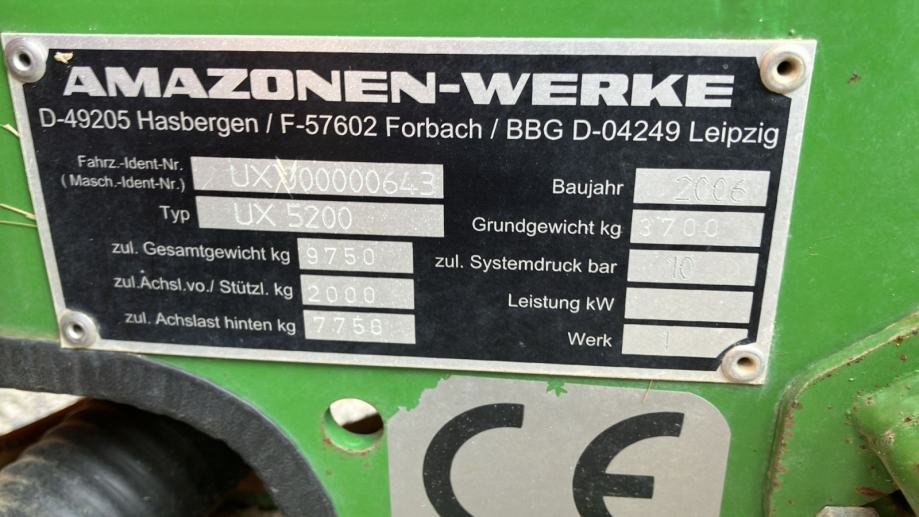 AMAZONEN-WERKE
D-49205 Hasbergen / F-57602 Forbach / BBG D-04249 Leipzig
Fahrz.-Ident-Nr.
(Masch.-Ident-Nr.) UXV00000643
Typ UX 5200
zul. Gesamtgewicht kg 9750
zul.Achsl.vo./ Stützl. kg 2000
zul. Achslast hinten kg 7750
Baujahr 2006
Grundgewicht kg 3700
zul. Systemdruck bar 10
Leistung kW
Werk 1
CE